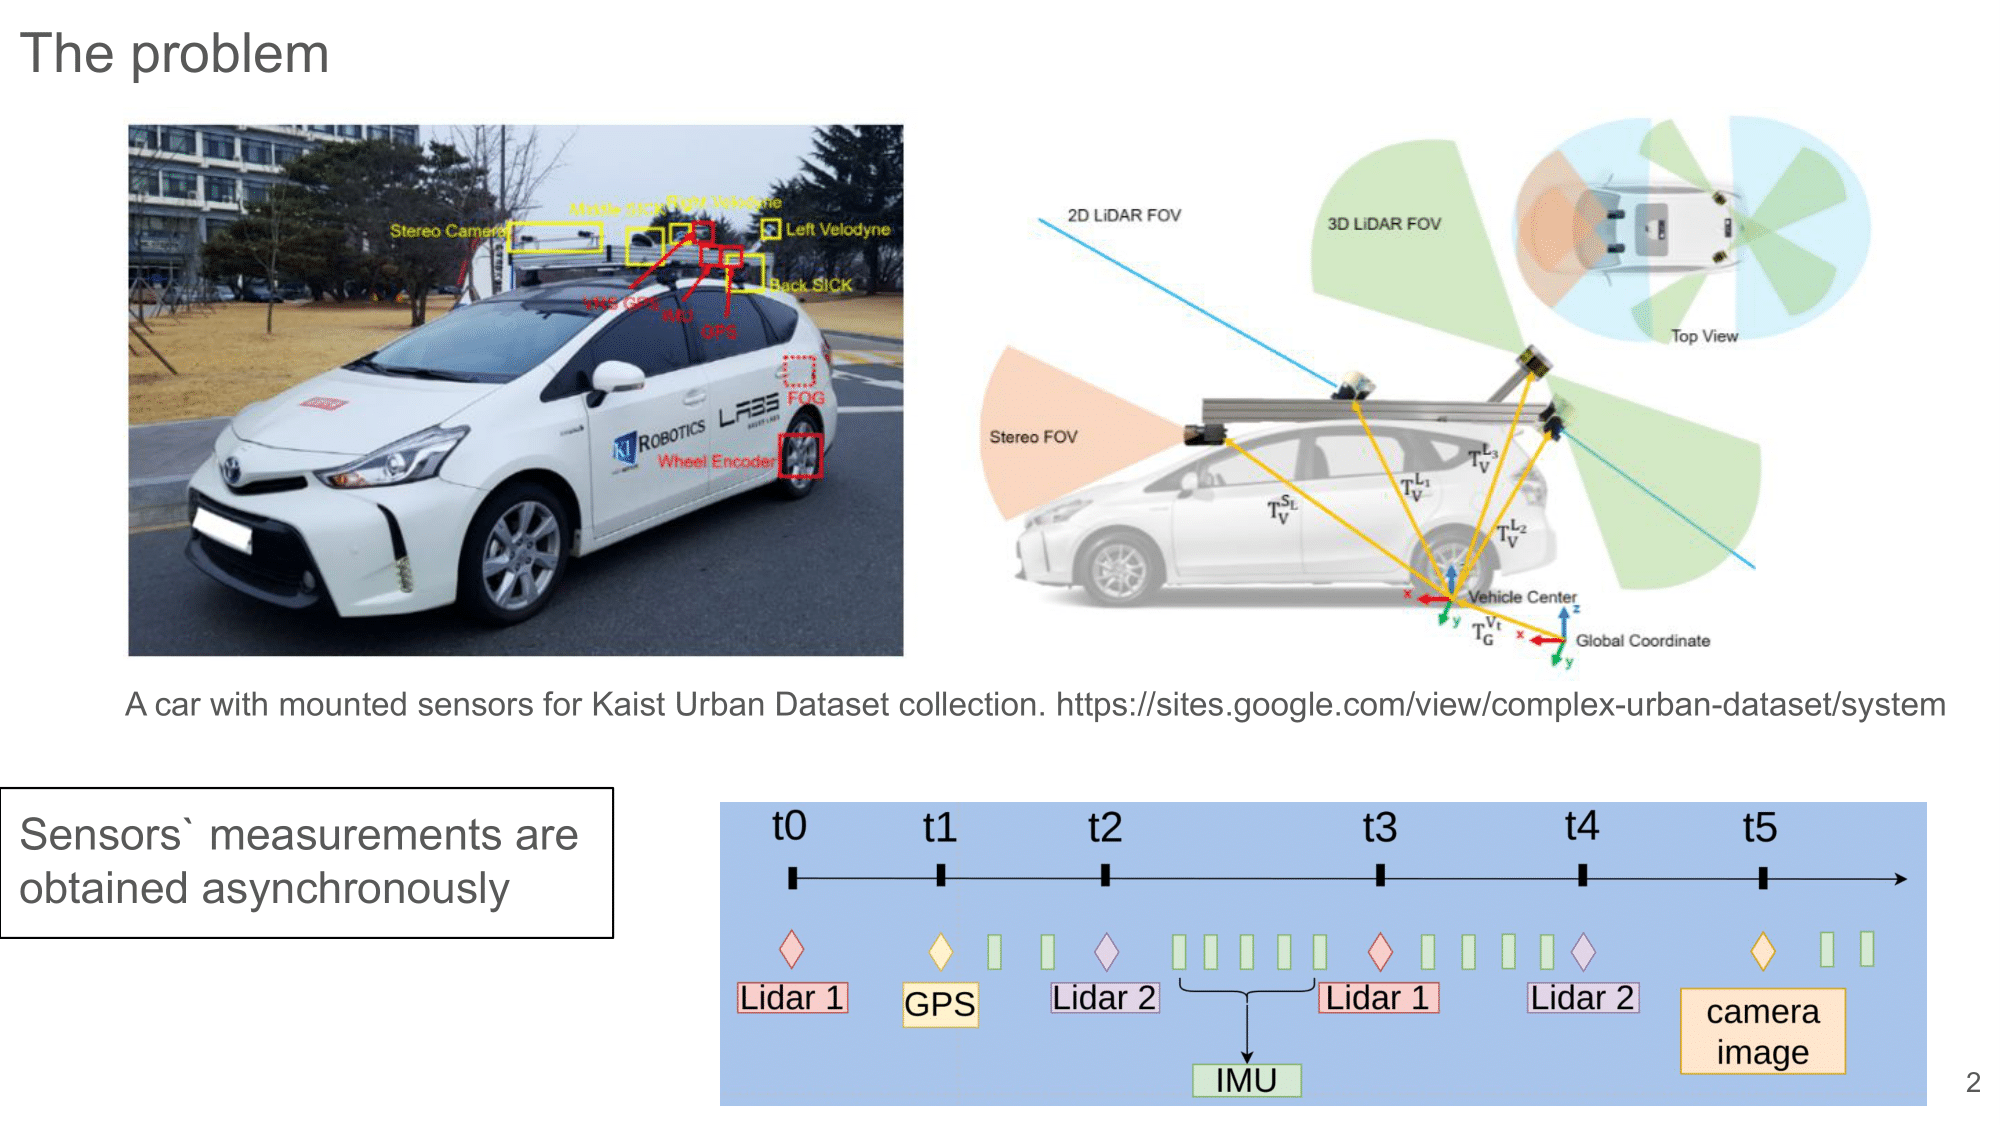 The problem
Middle SICK
Right Velodyne
Stereo Camera
Left Velodyne
Back SICK
VRS GPS
IMU
GPS
FOG
LABS
ROBOTICS
Wheel Encoder
2D LiDAR FOV
3D LiDAR FOV
Top View
Stereo FOV
T_V^{S_L}
T_V^{L_1}
T_V^{L_3}
T_V^{L_2}
x
y
Vehicle Center
z
T_G^{V_t}
x
y
Global Coordinate
A car with mounted sensors for Kaist Urban Dataset collection. https://sites.google.com/view/complex-urban-dataset/system
Sensors` measurements are
obtained asynchronously
t0 t1 t2 t3 t4 t5
Lidar 1 GPS Lidar 2 Lidar 1 Lidar 2
camera
image
IMU
2